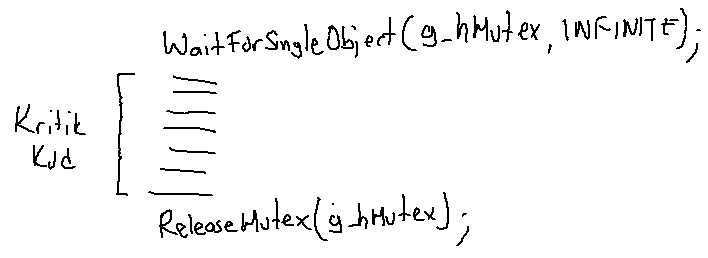 WaitForSingleObject(g_hMutex, INFINITE);
Kritik
Kod
ReleaseMutex(g_hMutex);